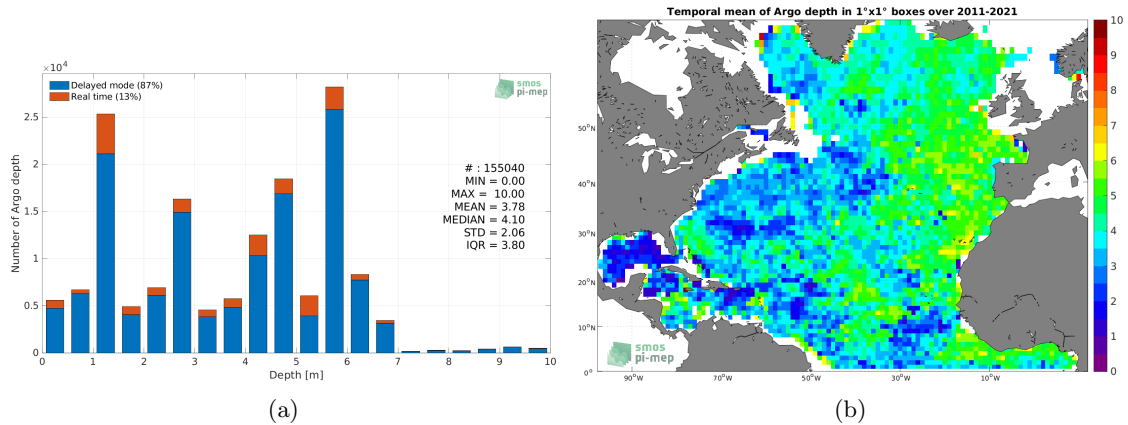 ×10⁴
Delayed mode (87%)
Real time (13%)
smos
pi-mep
# : 155040
MIN = 0.00
MAX = 10.00
MEAN = 3.78
MEDIAN = 4.10
STD = 2.06
IQR = 3.80
Number of Argo depth
2.5
2
1.5
1
0.5
0
0 1 2 3 4 5 6 7 8 9 10
Depth [m]
(a)
Temporal mean of Argo depth in 1°x1° boxes over 2011-2021
50°N
40°N
30°N
20°N
10°N
0°
90°W 70°W 50°W 30°W 10°W
smos
pi-mep
10
9
8
7
6
5
4
3
2
1
0
(b)